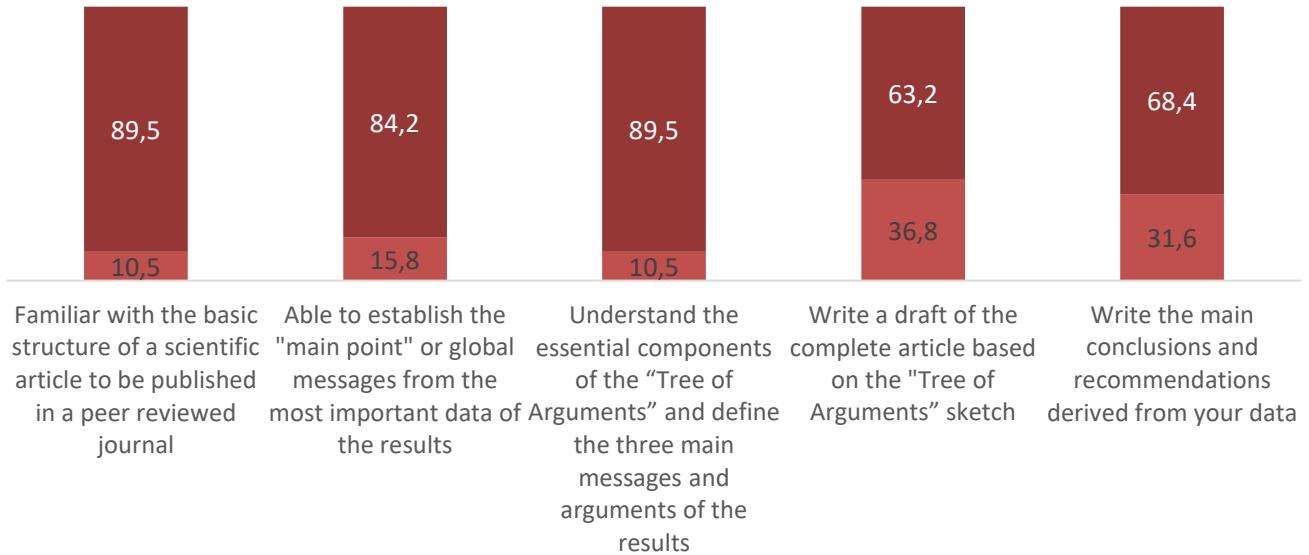 89,5
84,2
89,5
63,2
68,4
10,5
15,8
10,5
36,8
31,6
Familiar with the basic
structure of a scientific
article to be published
in a peer reviewed
journal
Able to establish the
"main point" or global
messages from the
most important data of
the results
Understand the
essential components
of the “Tree of
Arguments” and define
the three main
messages and
arguments of the
results
Write a draft of the
complete article based
on the "Tree of
Arguments” sketch
Write the main
conclusions and
recommendations
derived from your data